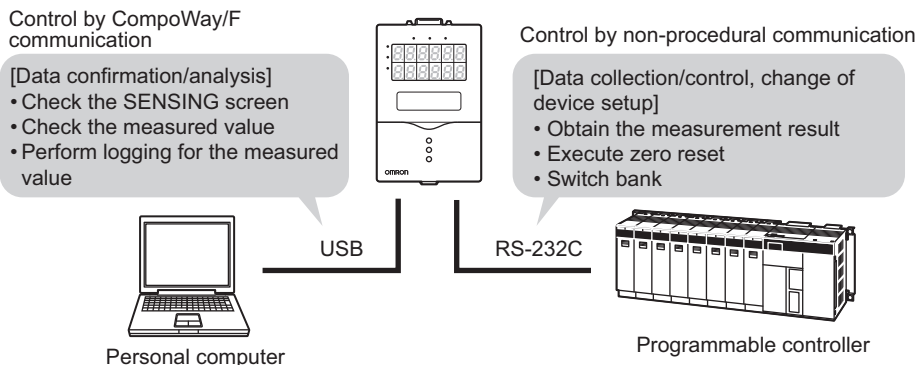 Control by CompoWay/F
communication
[Data confirmation/analysis]
• Check the SENSING screen
• Check the measured value
• Perform logging for the measured
value
OMRON
Control by non-procedural communication
[Data collection/control, change of
device setup]
• Obtain the measurement result
• Execute zero reset
• Switch bank
USB
RS-232C
Personal computer
Programmable controller